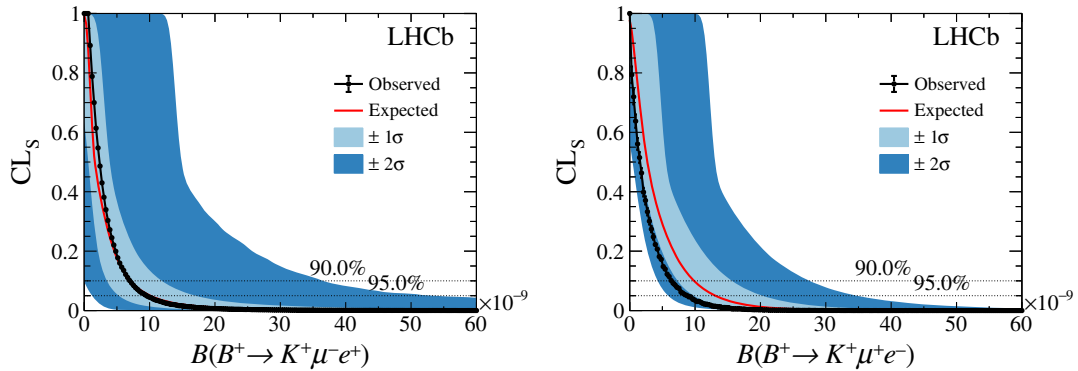 LHCb
Observed
Expected
± 1σ
± 2σ
90.0%
95.0%
CL_S
1
0.8
0.6
0.4
0.2
0
0 10 20 30 40 50 60
×10⁻⁹
B(B⁺→ K⁺μ⁻e⁺)
LHCb
Observed
Expected
± 1σ
± 2σ
90.0%
95.0%
CL_S
1
0.8
0.6
0.4
0.2
0
0 10 20 30 40 50 60
×10⁻⁹
B(B⁺→ K⁺μ⁺e⁻)